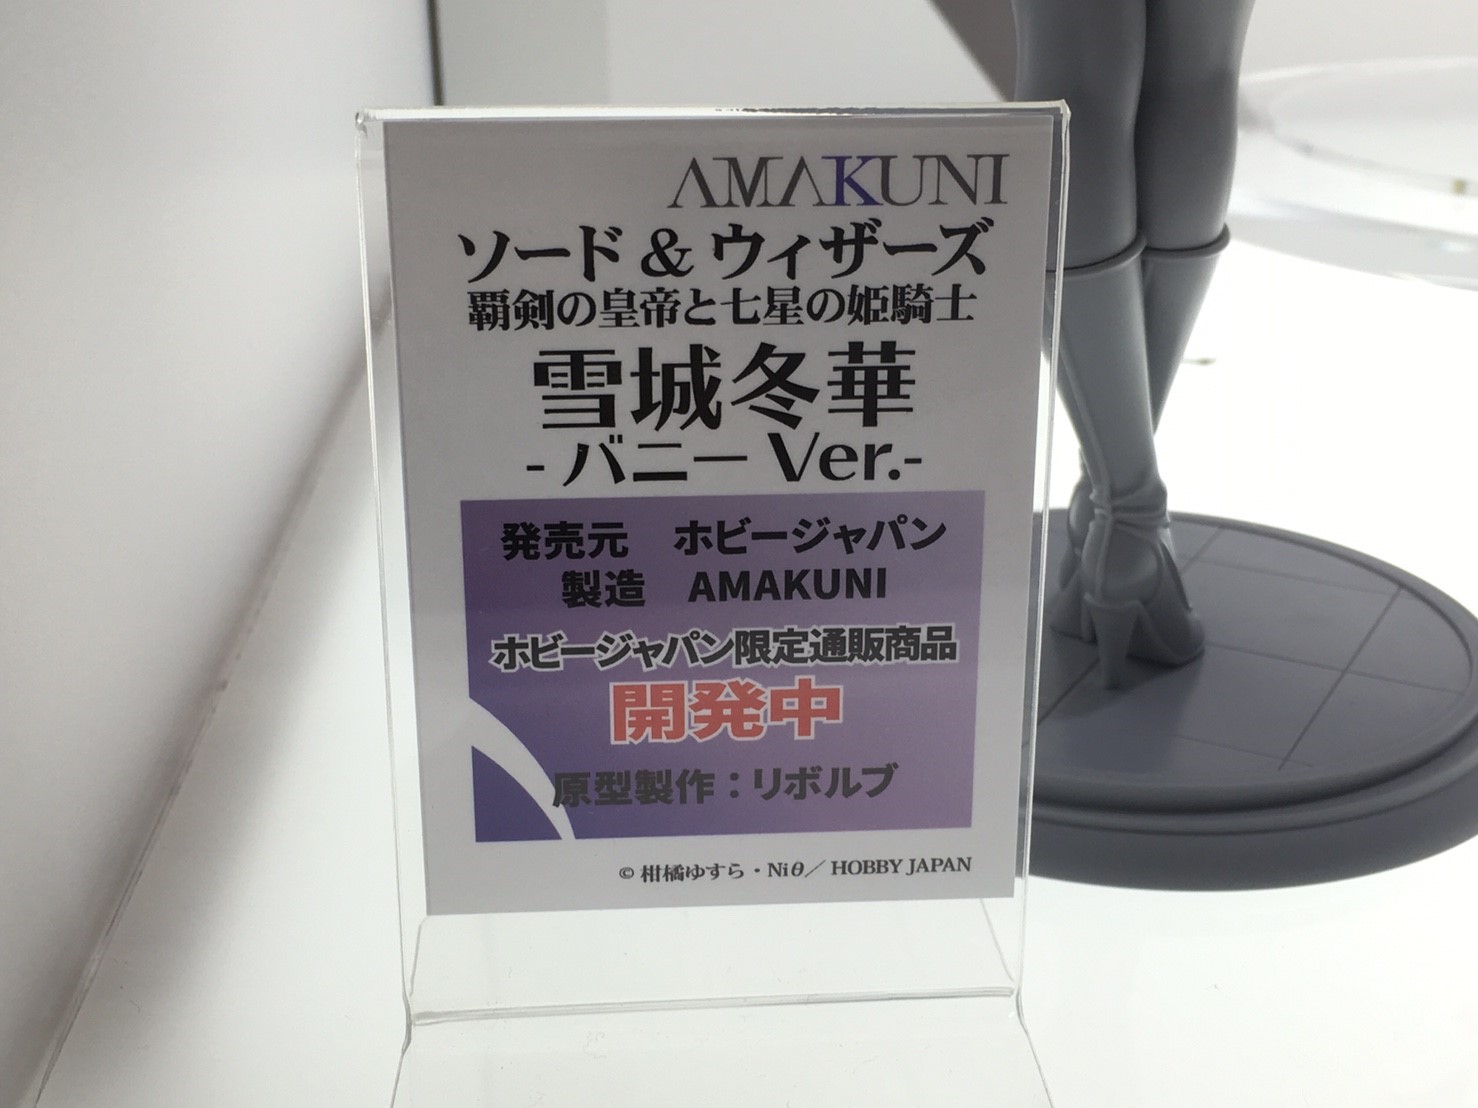 AMAKUNI
ソード & ウィザーズ
覇剣の皇帝と七星の姫騎士
雪城冬華
- バニー Ver.-
発売元　ホビージャパン
製造　AMAKUNI
ホビージャパン限定通販商品
開発中
原型製作：リボルブ
© 柑橘ゆすら・Niθ／HOBBY JAPAN